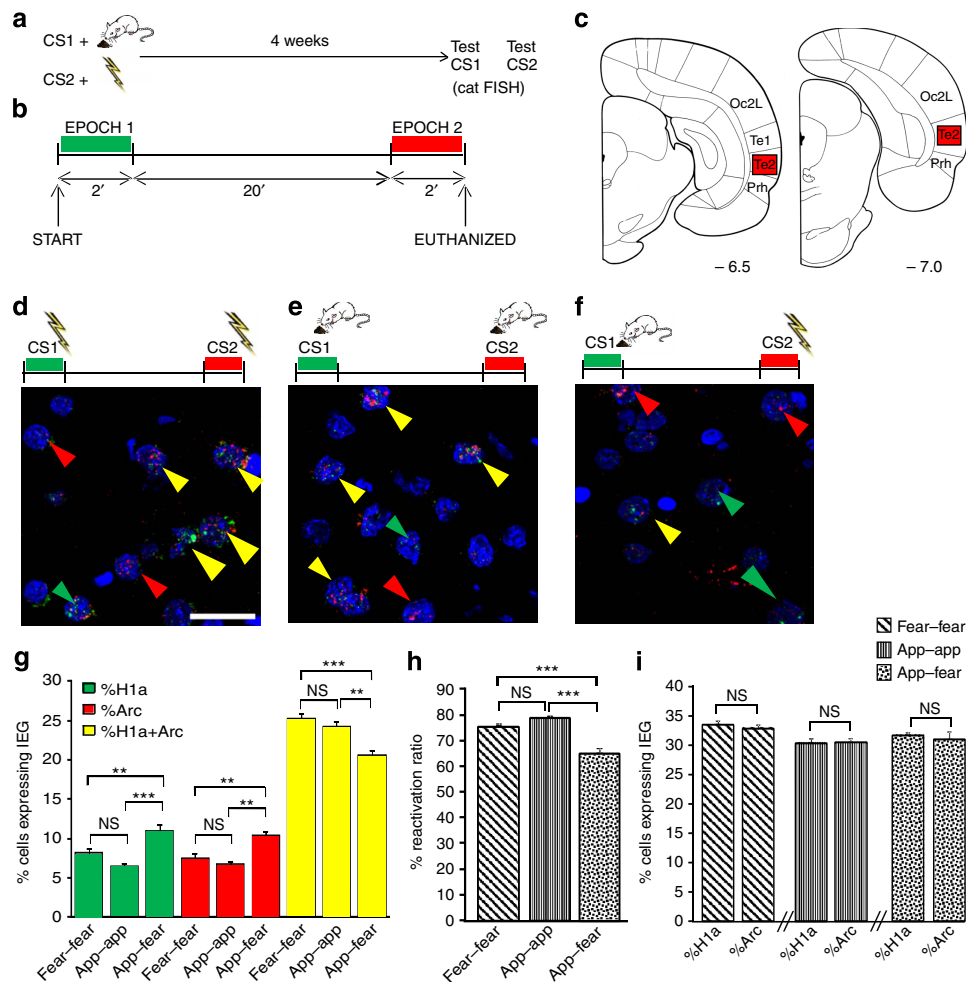 a
CS1 +
CS2 +
4 weeks
Test Test
CS1 CS2
(cat FISH)
b
EPOCH 1 EPOCH 2
2′ 20′ 2′
START EUTHANIZED
c
Oc2L
Te1
Te2
Prh
– 6.5
Oc2L
Te2
Prh
– 7.0
d
CS1 CS2
e
CS1 CS2
f
CS1 CS2
g
% cells expressing IEG
30
25
20
15
10
5
0
%H1a
%Arc
%H1a+Arc
** *** NS
** ** NS
*** NS **
Fear–fear App–app App–fear Fear–fear App–app App–fear Fear–fear App–app App–fear
h
% reactivation ratio
90
80
70
60
50
40
30
20
10
0
***
NS ***
Fear–fear App–app App–fear
Fear–fear
App–app
App–fear
i
% cells expressing IEG
40
35
30
25
20
15
10
5
0
NS NS NS
%H1a %Arc // %H1a %Arc // %H1a %Arc